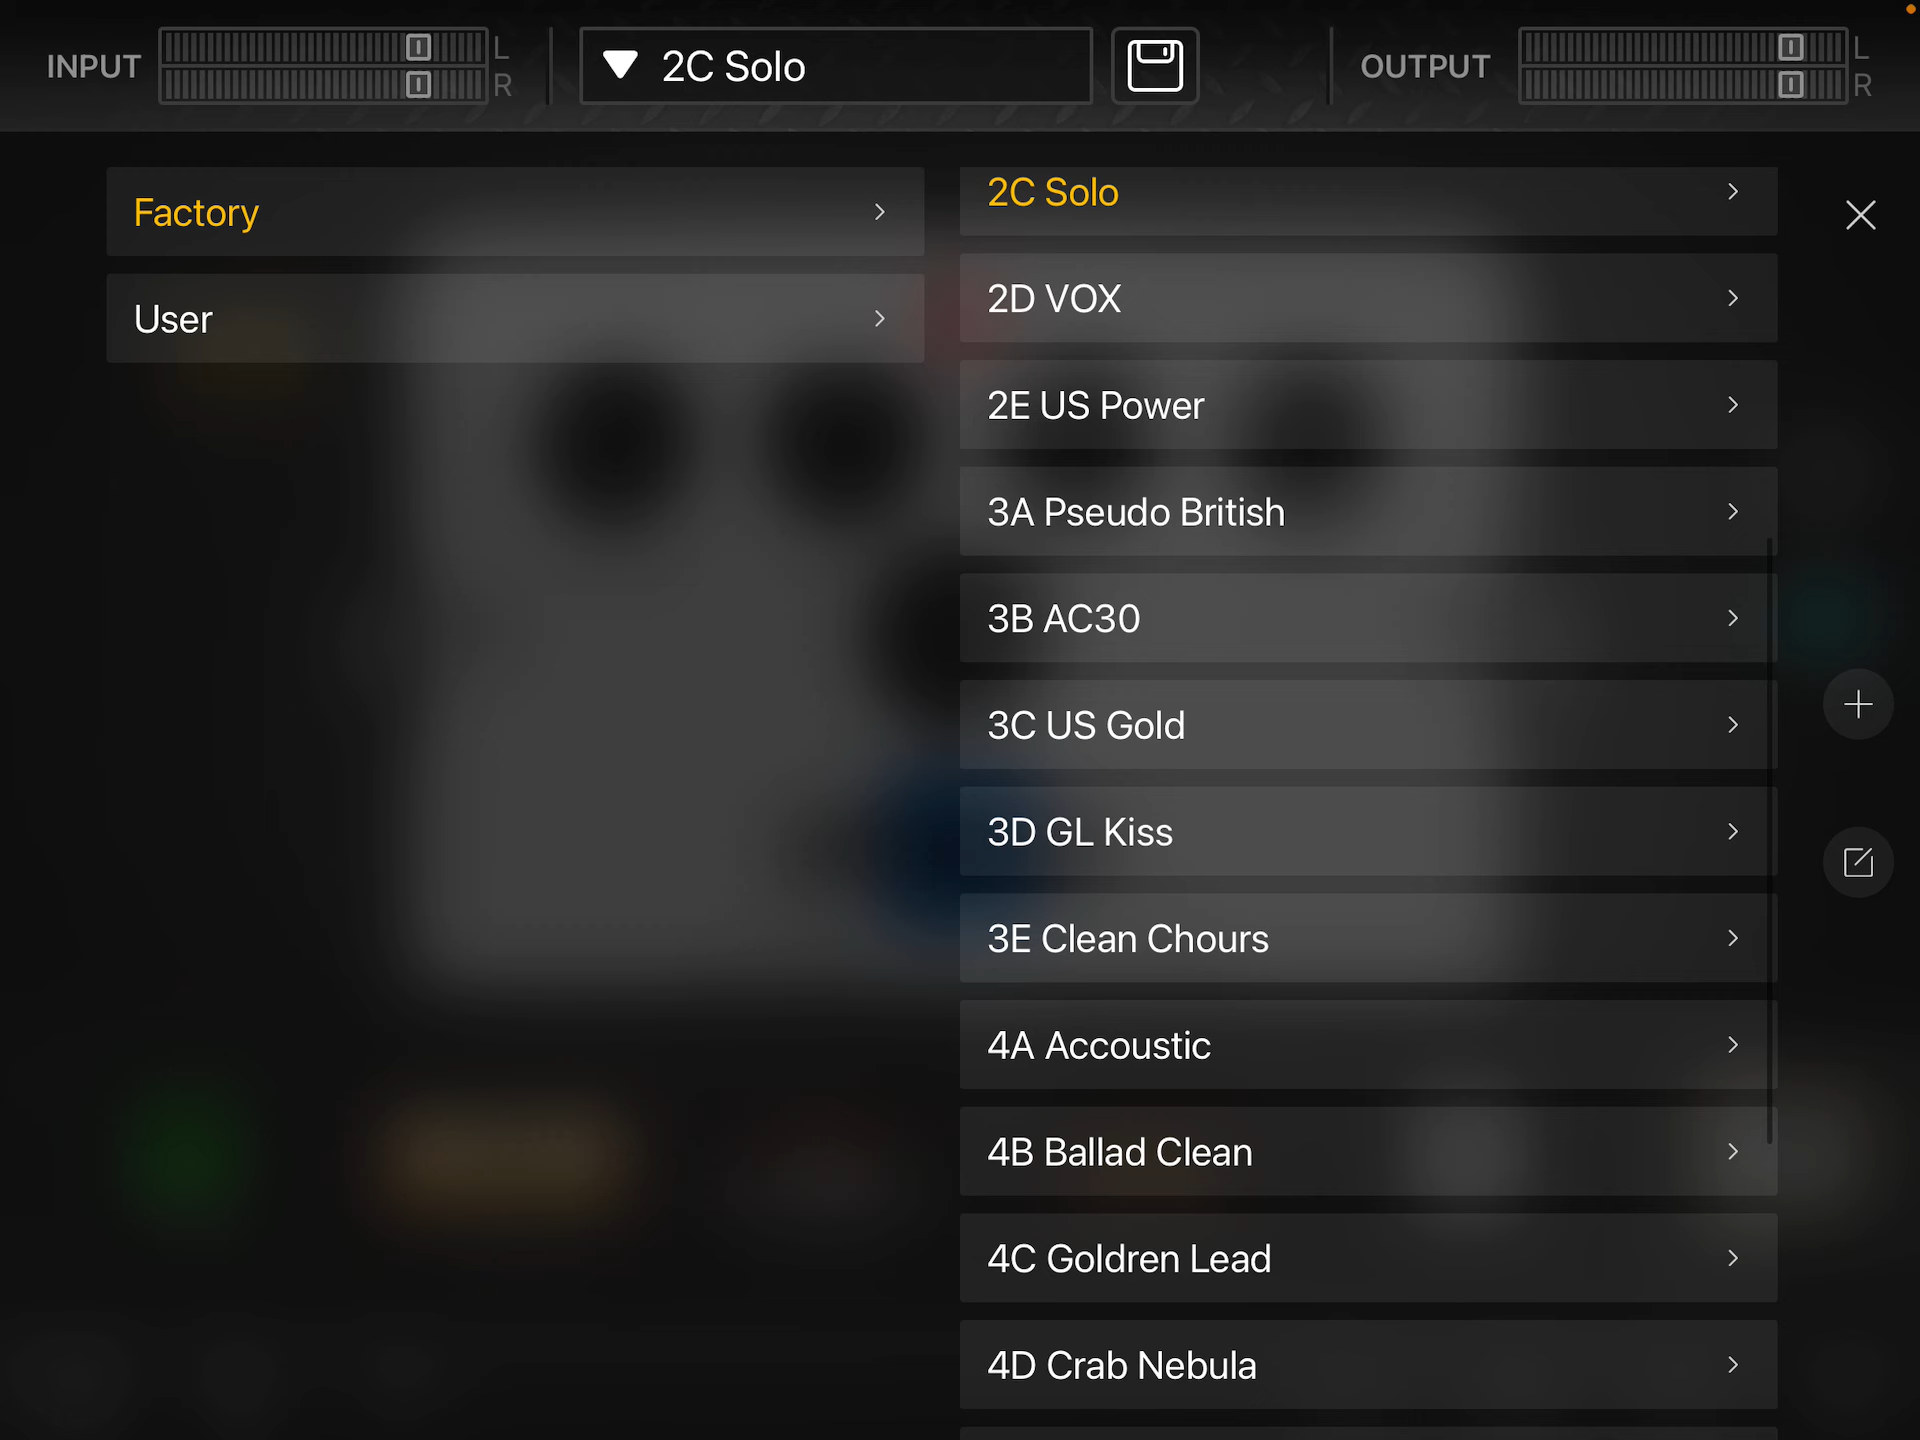 INPUT
L
R
2C Solo
OUTPUT
L
R
Factory
User
2C Solo
2D VOX
2E US Power
3A Pseudo British
3B AC30
3C US Gold
3D GL Kiss
3E Clean Chours
4A Accoustic
4B Ballad Clean
4C Goldren Lead
4D Crab Nebula